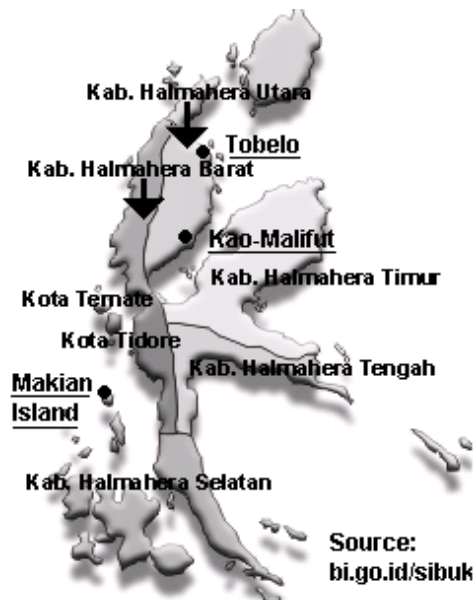 Kab. Halmahera Utara
Tobelo
Kab. Halmahera Barat
Kao-Malifut
Kab. Halmahera Timur
Kota Ternate
Kota Tidore
Kab. Halmahera Tengah
Makian
Island
Kab. Halmahera Selatan
Source:
bi.go.id/sibuk